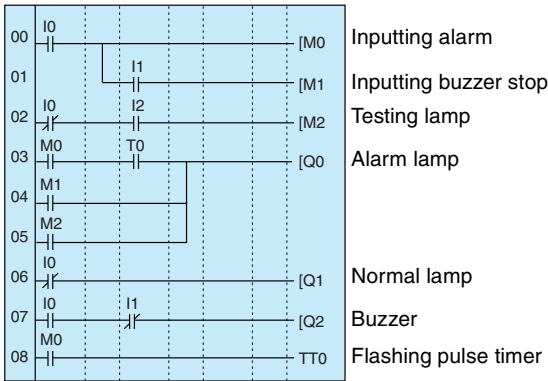 I0
00 [M0 Inputting alarm
I1
01 [M1 Inputting buzzer stop
I0 I2
02 [M2 Testing lamp
M0 T0
03 [Q0 Alarm lamp
M1
04
M2
05
I0
06 [Q1 Normal lamp
I0 I1
07 [Q2 Buzzer
M0
08 TT0 Flashing pulse timer